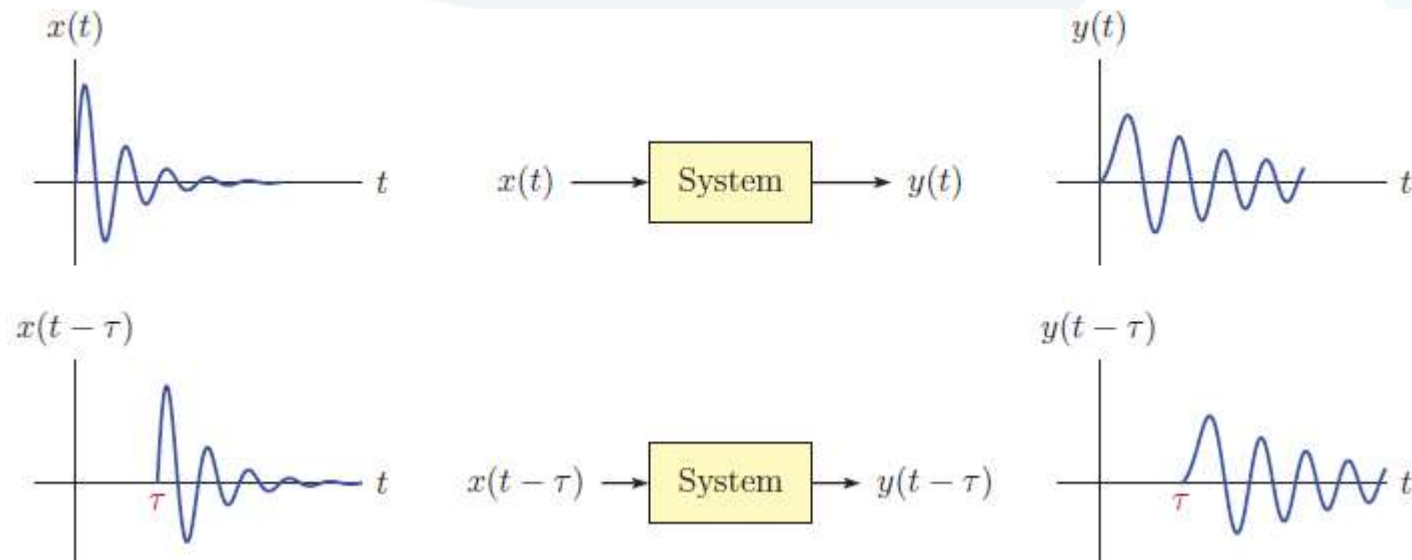 x(t)
y(t)
t
x(t)
System
y(t)
t
x(t − τ)
y(t − τ)
t
τ
x(t − τ)
System
y(t − τ)
t
τ